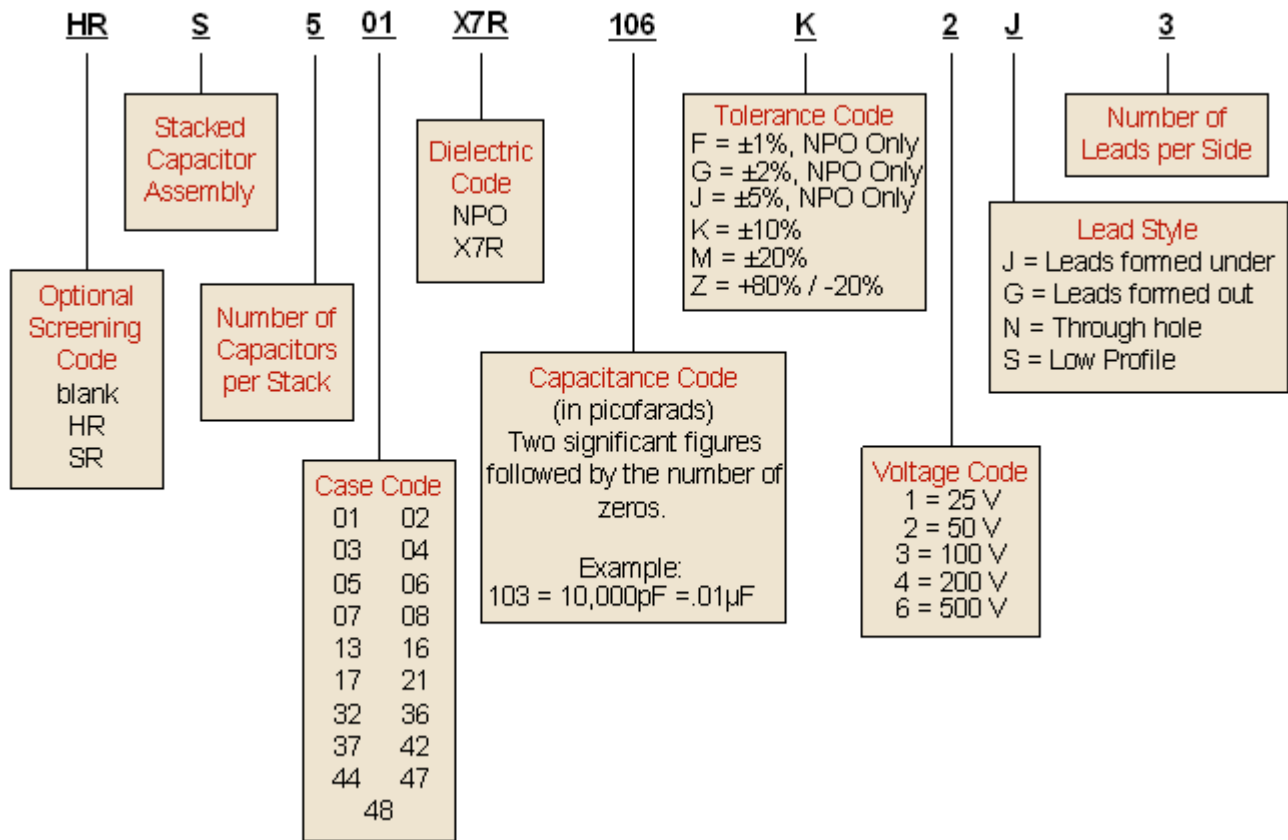 HR S 5 01 X7R 106 K 2 J 3
Stacked
Capacitor
Assembly
Dielectric
Code
NPO
X7R
Tolerance Code
F = ±1%, NPO Only
G = ±2%, NPO Only
J = ±5%, NPO Only
K = ±10%
M = ±20%
Z = +80% / -20%
Number of
Leads per Side
Lead Style
J = Leads formed under
G = Leads formed out
N = Through hole
S = Low Profile
Optional
Screening
Code
blank
HR
SR
Number of
Capacitors
per Stack
Capacitance Code
(in picofarads)
Two significant figures
followed by the number of
zeros.
Example:
103 = 10,000pF =.01µF
Case Code
01 02
03 04
05 06
07 08
13 16
17 21
32 36
37 42
44 47
48
Voltage Code
1 = 25 V
2 = 50 V
3 = 100 V
4 = 200 V
6 = 500 V